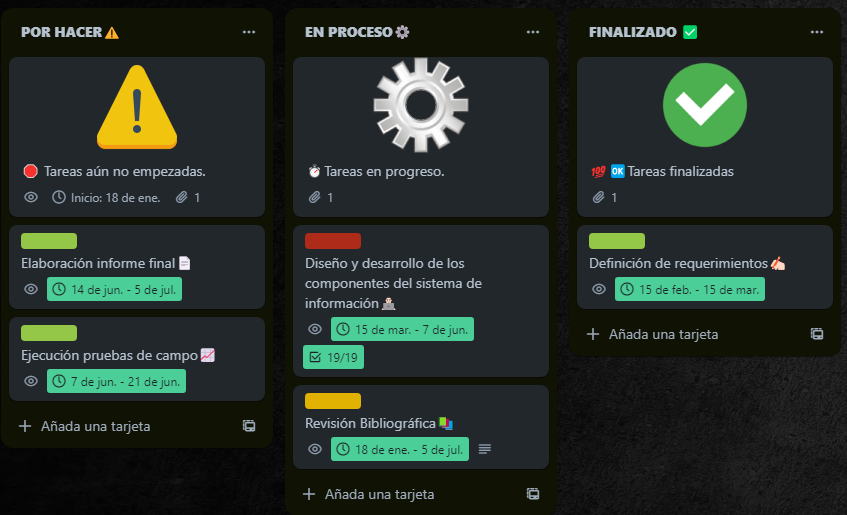 POR HACER
Tareas aún no empezadas.
Inicio: 18 de ene.
1
Elaboración informe final
14 de jun. - 5 de jul.
Ejecución pruebas de campo
7 de jun. - 21 de jun.
Añada una tarjeta
EN PROCESO
Tareas en progreso.
1
Diseño y desarrollo de los
componentes del sistema de
información
15 de mar. - 7 de jun.
19/19
Revisión Bibliográfica
18 de ene. - 5 de jul.
Añada una tarjeta
FINALIZADO
100 OK Tareas finalizadas
1
Definición de requerimientos
15 de feb. - 15 de mar.
Añada una tarjeta